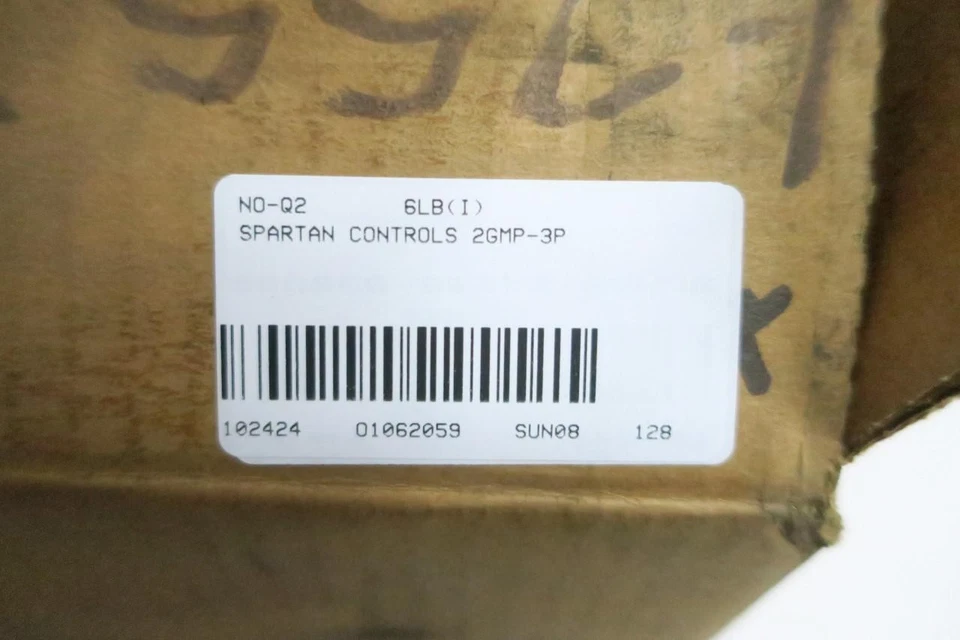 NO-Q2 6LB(I)
SPARTAN CONTROLS 2GMP-3P
102424 01062059 SUN08 128